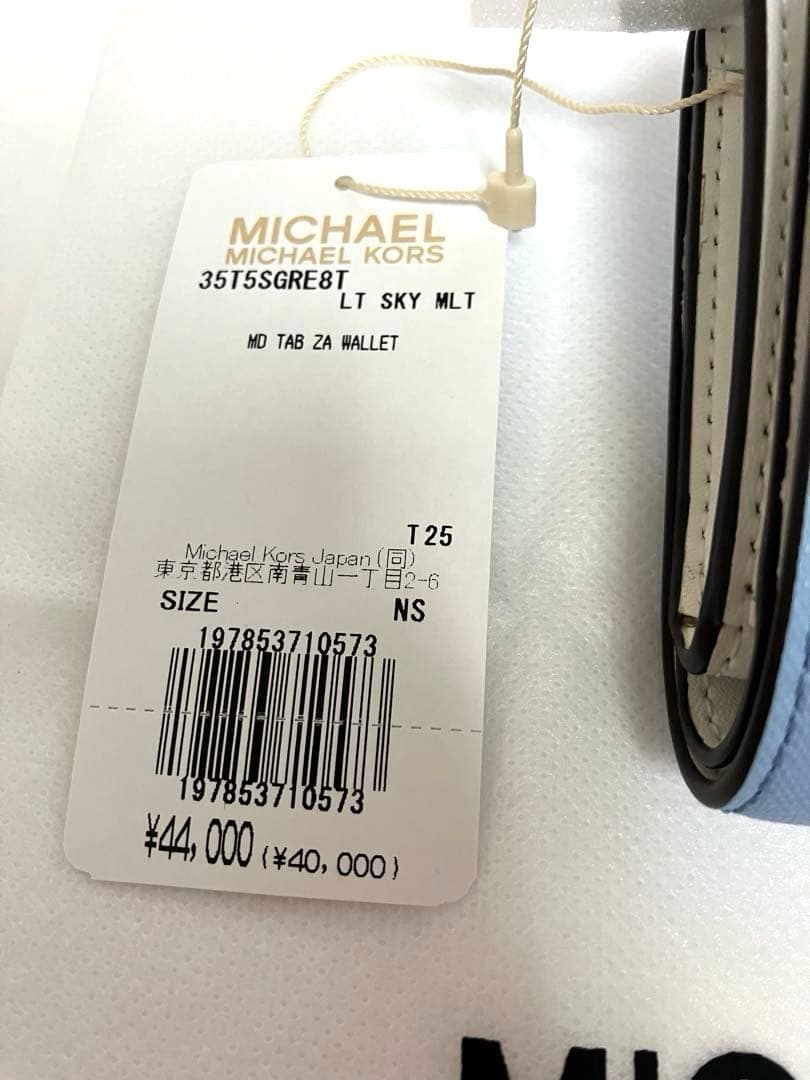 MICHAEL
MICHAEL KORS
35T5SGRE8T
LT SKY MLT
MD TAB ZA WALLET
T25
Michael Kors Japan(同)
東京都港区南青山一丁目2-6
SIZE NS
197853710573
197853710573
¥44,000 (¥40,000)
MIC